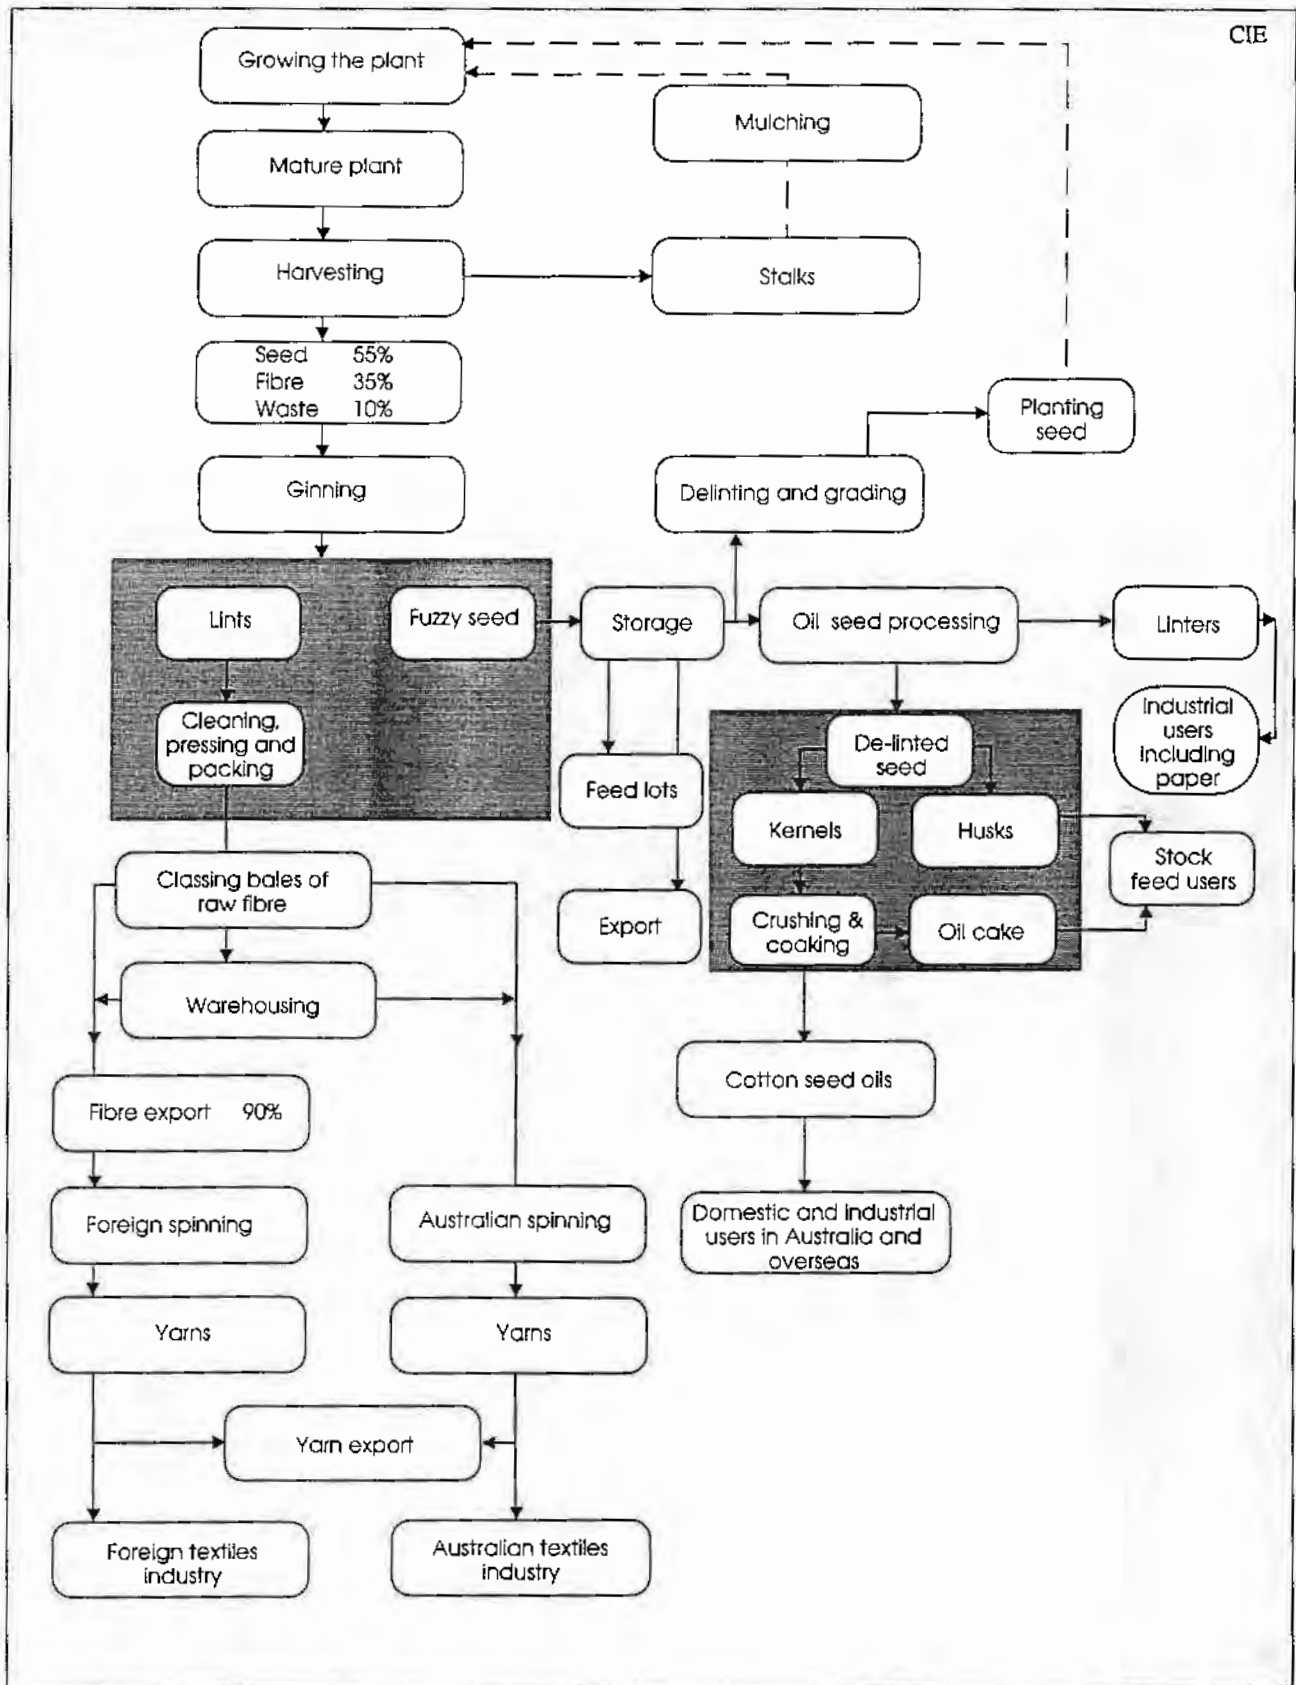 CIE
Growing the plant
Mulching
Mature plant
Harvesting
Stalks
Seed 55%
Fibre 35%
Waste 10%
Planting
seed
Ginning
Delinting and grading
Lints
Fuzzy seed
Storage
Oil seed processing
Linters
Cleaning,
pressing and
packing
De-linted
seed
Industrial
users
including
paper
Feed lots
Kernels
Husks
Stock
feed users
Classing bales of
raw fibre
Export
Crushing &
cooking
Oil cake
Warehousing
Cotton seed oils
Fibre export 90%
Foreign spinning
Australian spinning
Domestic and industrial
users in Australia and
overseas
Yarns
Yarns
Yarn export
Foreign textiles
industry
Australian textiles
industry